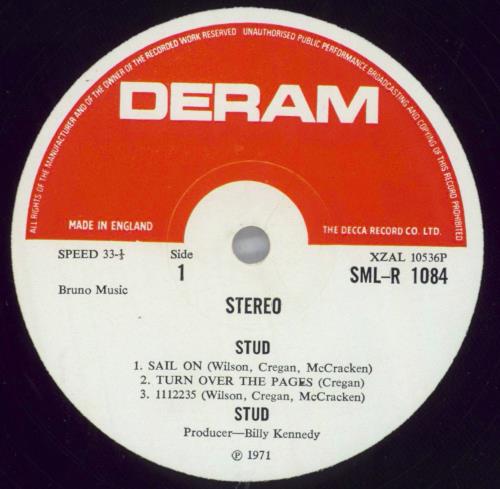 ALL RIGHTS OF THE MANUFACTURER AND OF THE OWNER OF THE RECORDED WORK RESERVED UNAUTHORISED PUBLIC PERFORMANCE BROADCASTING AND COPYING OF THIS RECORD PROHIBITED
DERAM
MADE IN ENGLAND
THE DECCA RECORD CO. LTD.
SPEED 33-⅓
Side
XZAL 10536P
1
SML-R 1084
Bruno Music
STEREO
STUD
1. SAIL ON (Wilson, Cregan, McCracken)
2. TURN OVER THE PAGES (Cregan)
3. 1112235 (Wilson, Cregan, McCracken)
STUD
Producer—Billy Kennedy
℗ 1971